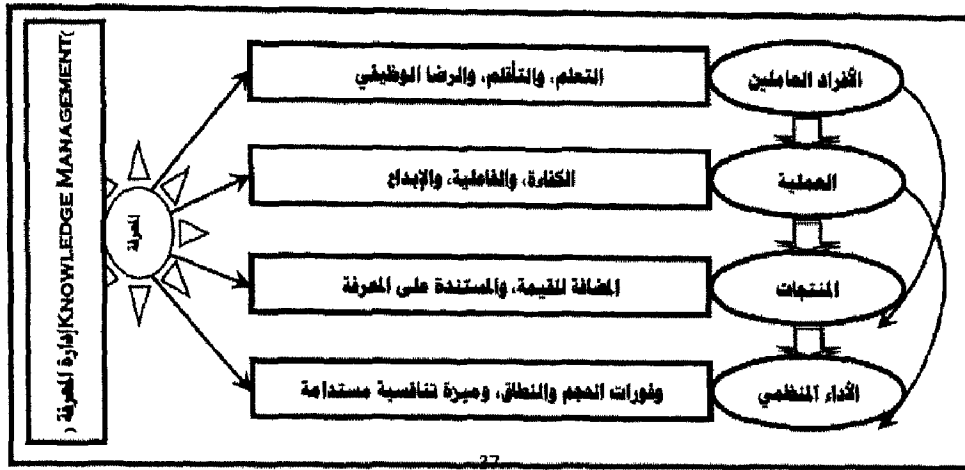 الأفراد العاملين
التعلم، والتأقلم، والرضا الوظيفي
العملية
الكفاءة، والفاعلية، والإبداع
المنتجات
المضافة للقيمة، والمستندة على المعرفة
الأداء المنظمي
وفورات الحجم والنطاق، وميزة تنافسية مستدامة
المعرفة
إدارة المعرفة (KNOWLEDGE MANAGEMENT)
37